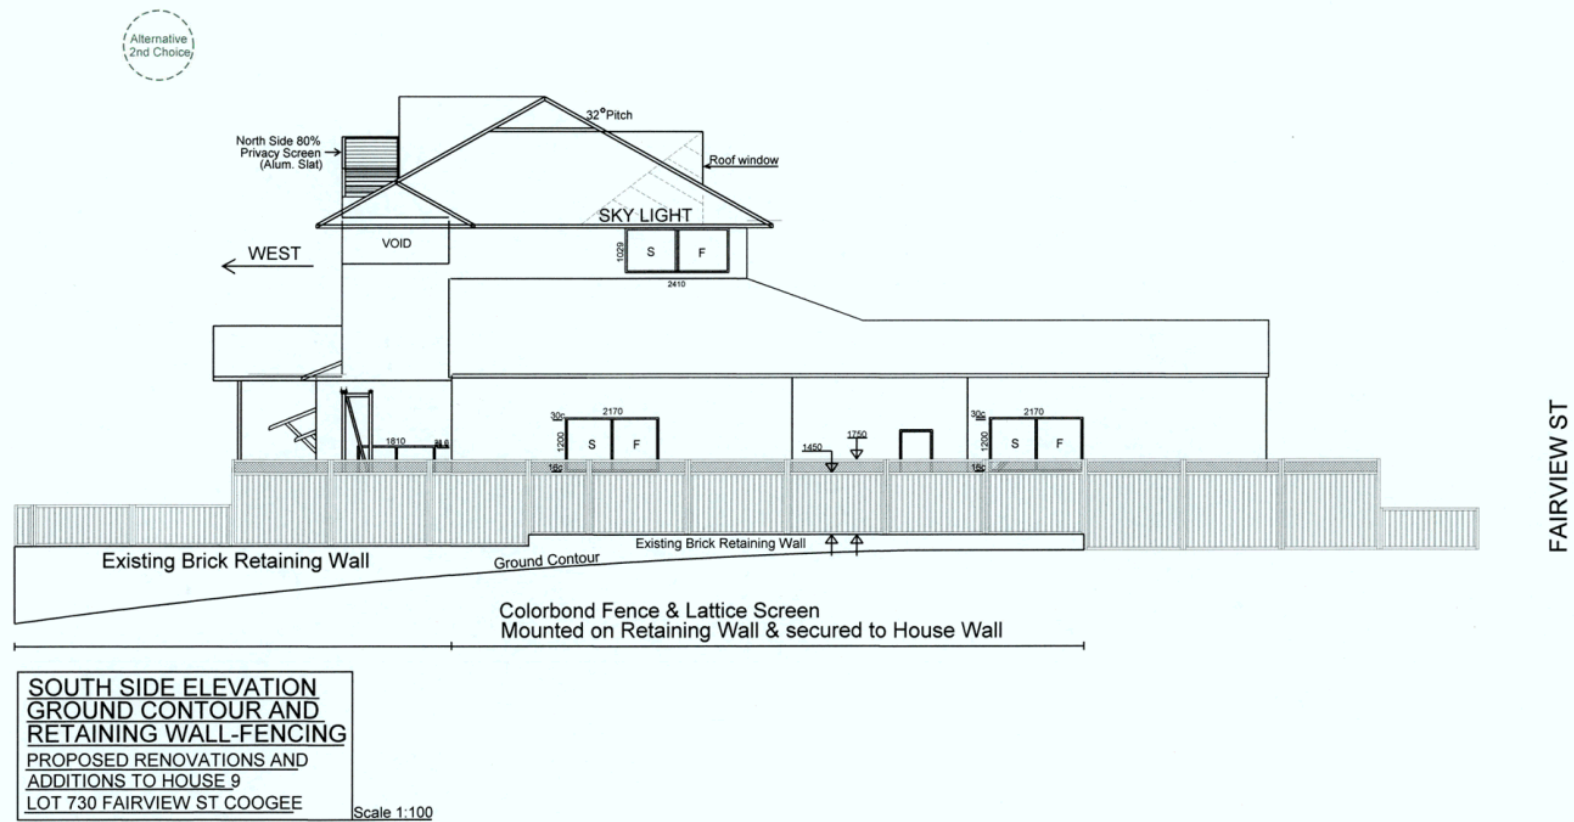 Alternative
2nd Choice
32°Pitch
North Side 80%
Privacy Screen
(Alum. Slat)
Roof window
SKY LIGHT
VOID
WEST
1029
S
F
2410
30c
2170
1200
S
F
16c
1810
1450
1750
30c
2170
1200
S
F
16c
FAIRVIEW ST
Existing Brick Retaining Wall
Existing Brick Retaining Wall
Ground Contour
Colorbond Fence & Lattice Screen
Mounted on Retaining Wall & secured to House Wall
SOUTH SIDE ELEVATION
GROUND CONTOUR AND
RETAINING WALL-FENCING
PROPOSED RENOVATIONS AND
ADDITIONS TO HOUSE 9
LOT 730 FAIRVIEW ST COOGEE
Scale 1:100